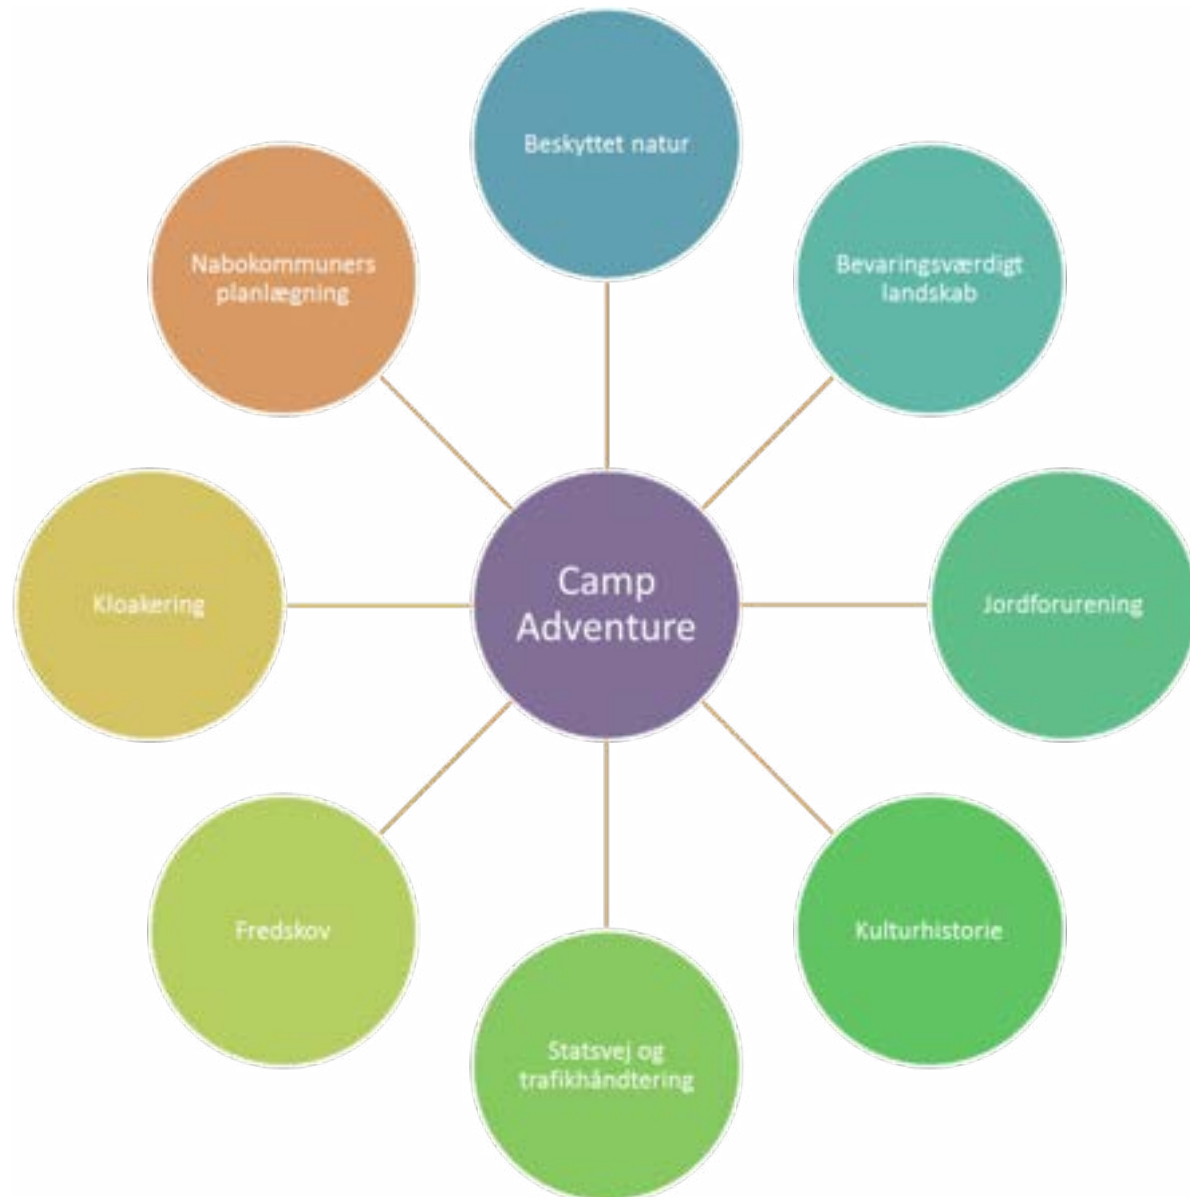 Beskyttet natur
Bevaringsværdigt
landskab
Jordforurening
Kulturhistorie
Statsvej og
trafikhåndtering
Fredskov
Kloakering
Nabokommuners
planlægning
Camp
Adventure